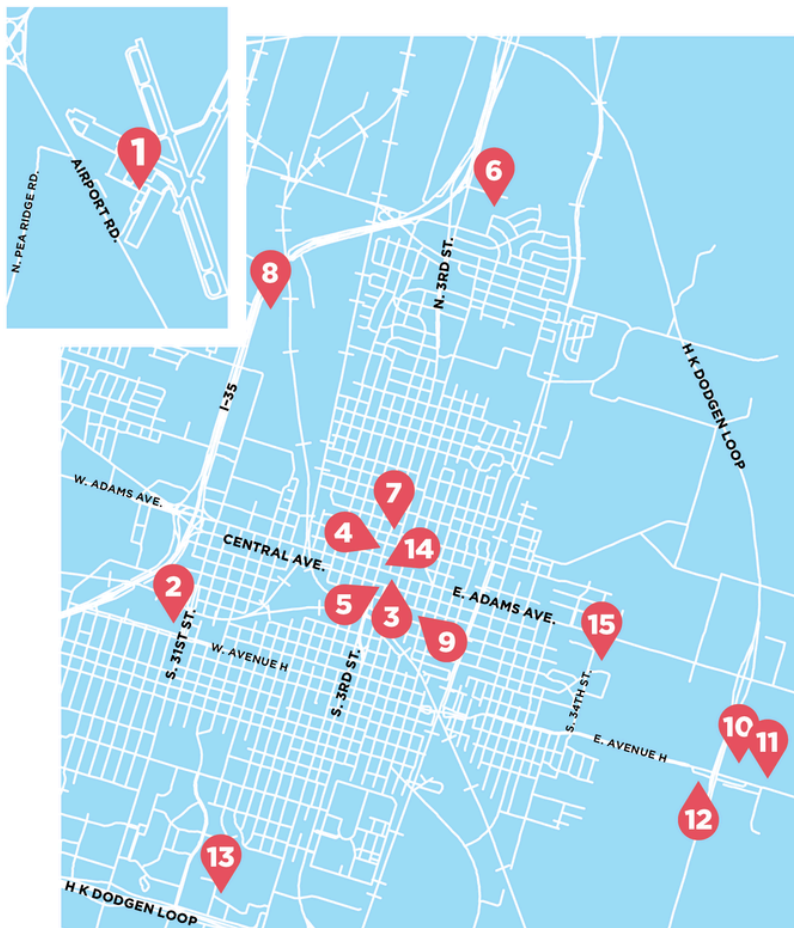 1
N. PEA RIDGE RD.
AIRPORT RD.
6
8
N. 3RD ST.
I-35
H K DODGEN LOOP
W. ADAMS AVE.
7
4
14
CENTRAL AVE.
2
5
3
E. ADAMS AVE.
9
15
S. 31ST ST.
W. AVENUE H
S. 3RD ST.
S. 34TH ST.
E. AVENUE H
10
11
12
13
H K DODGEN LOOP